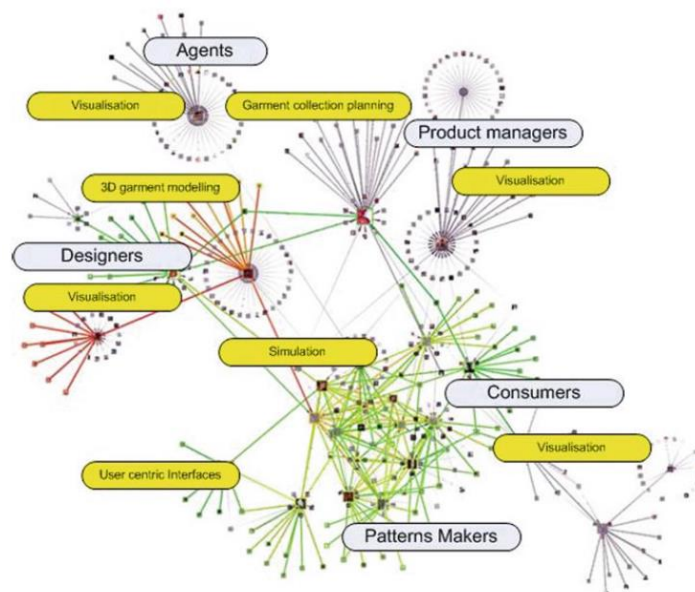 Agents
Visualisation
Garment collection planning
Product managers
Visualisation
3D garment modelling
Designers
Visualisation
Simulation
Consumers
Visualisation
User centric Interfaces
Patterns Makers